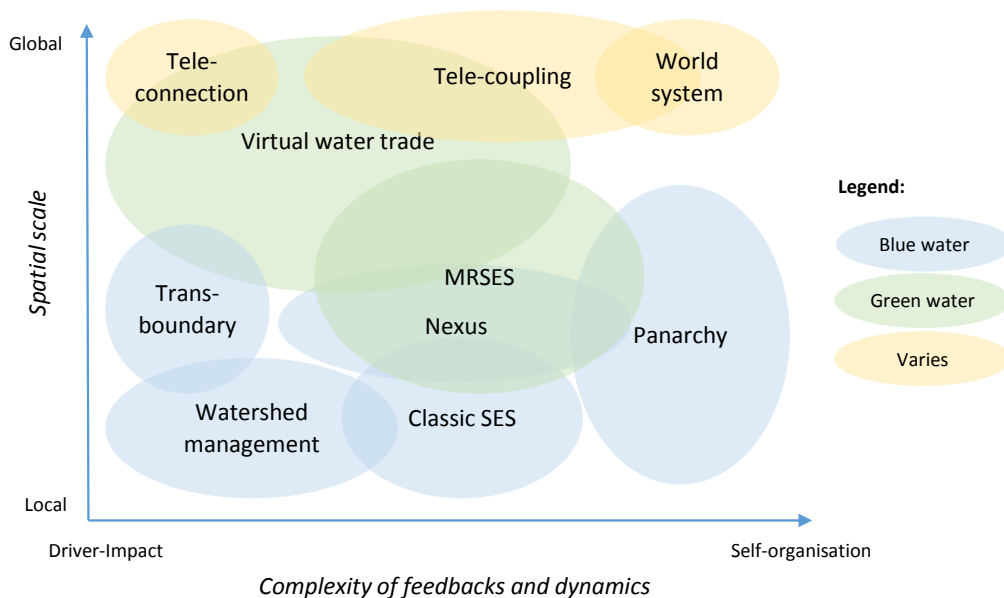 Global
Tele-
connection
Tele-coupling
World
system
Virtual water trade
Spatial scale
Legend:
Blue water
Green water
Varies
Trans-
boundary
MRSES
Nexus
Panarchy
Watershed
management
Classic SES
Local
Driver-Impact
Self-organisation
Complexity of feedbacks and dynamics